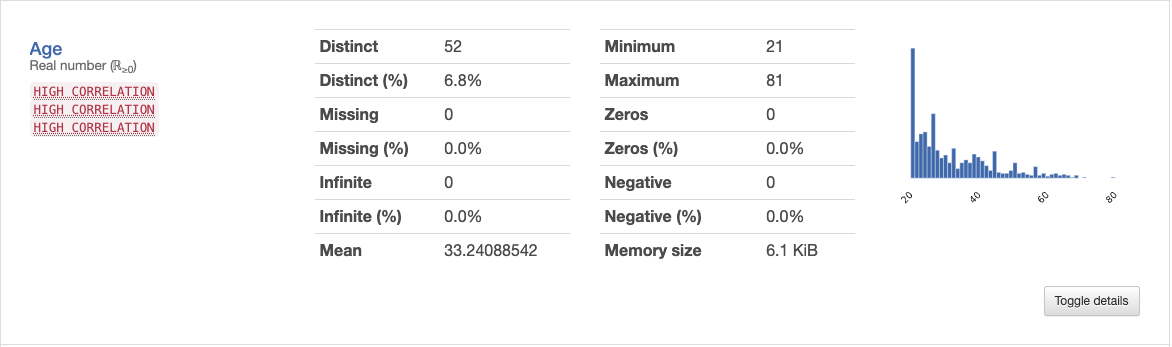 Age
Real number (ℝ≥0)
HIGH CORRELATION
HIGH CORRELATION
HIGH CORRELATION
Distinct 52
Distinct (%) 6.8%
Missing 0
Missing (%) 0.0%
Infinite 0
Infinite (%) 0.0%
Mean 33.24088542
Minimum 21
Maximum 81
Zeros 0
Zeros (%) 0.0%
Negative 0
Negative (%) 0.0%
Memory size 6.1 KiB
20 40 60 80
Toggle details